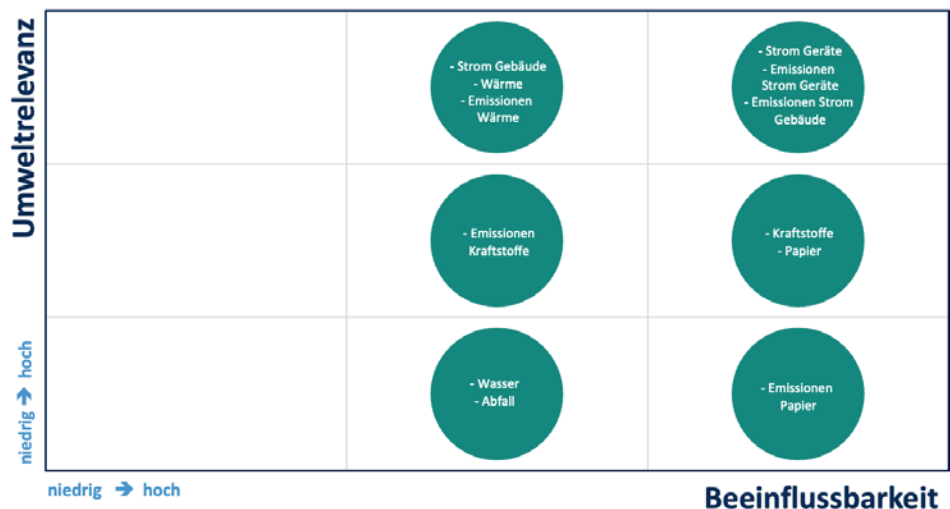 Umweltrelevanz
niedrig → hoch
- Strom Gebäude
- Wärme
- Emissionen
Wärme
- Strom Geräte
- Emissionen
Strom Geräte
- Emissionen Strom
Gebäude
- Emissionen
Kraftstoffe
- Kraftstoffe
- Papier
- Wasser
- Abfall
- Emissionen
Papier
niedrig → hoch
Beeinflussbarkeit